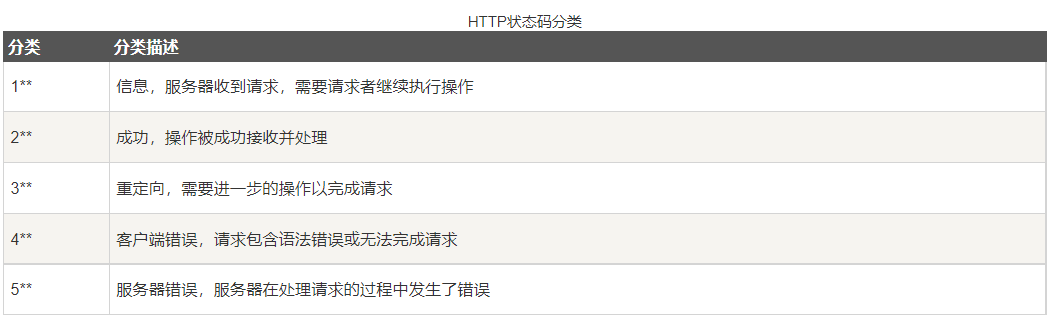 HTTP状态码分类
分类 分类描述
1** 信息，服务器收到请求，需要请求者继续执行操作
2** 成功，操作被成功接收并处理
3** 重定向，需要进一步的操作以完成请求
4** 客户端错误，请求包含语法错误或无法完成请求
5** 服务器错误，服务器在处理请求的过程中发生了错误